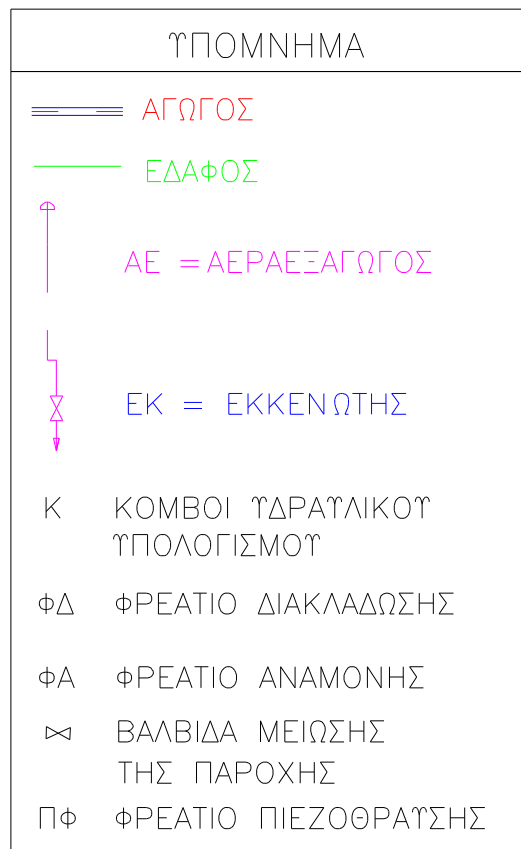 ΥΠΟΜΝΗΜΑ
ΑΓΩΓΟΣ
ΕΔΑΦΟΣ
ΑΕ = ΑΕΡΑΕΞΑΓΩΓΟΣ
ΕΚ = ΕΚΚΕΝΩΤΗΣ
Κ ΚΟΜΒΟΙ ΥΔΡΑΥΛΙΚΟΥ
ΥΠΟΛΟΓΙΣΜΟΥ
ΦΔ ΦΡΕΑΤΙΟ ΔΙΑΚΛΑΔΩΣΗΣ
ΦΑ ΦΡΕΑΤΙΟ ΑΝΑΜΟΝΗΣ
ΒΑΛΒΙΔΑ ΜΕΙΩΣΗΣ
ΤΗΣ ΠΑΡΟΧΗΣ
ΠΦ ΦΡΕΑΤΙΟ ΠΙΕΖΟΘΡΑΥΣΗΣ